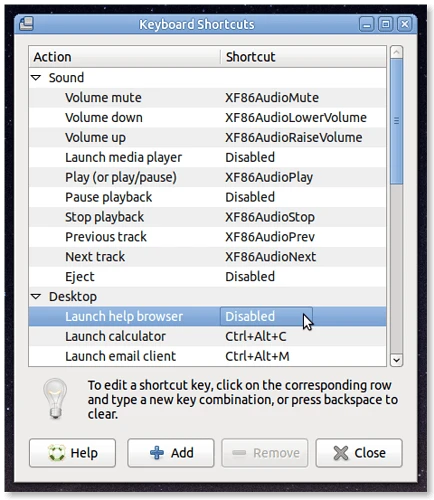 Keyboard Shortcuts
Action Shortcut
Sound
Volume mute XF86AudioMute
Volume down XF86AudioLowerVolume
Volume up XF86AudioRaiseVolume
Launch media player Disabled
Play (or play/pause) XF86AudioPlay
Pause playback Disabled
Stop playback XF86AudioStop
Previous track XF86AudioPrev
Next track XF86AudioNext
Eject Disabled
Desktop
Launch help browser Disabled
Launch calculator Ctrl+Alt+C
Launch email client Ctrl+Alt+M
To edit a shortcut key, click on the corresponding row
and type a new key combination, or press backspace to
clear.
Help Add Remove Close